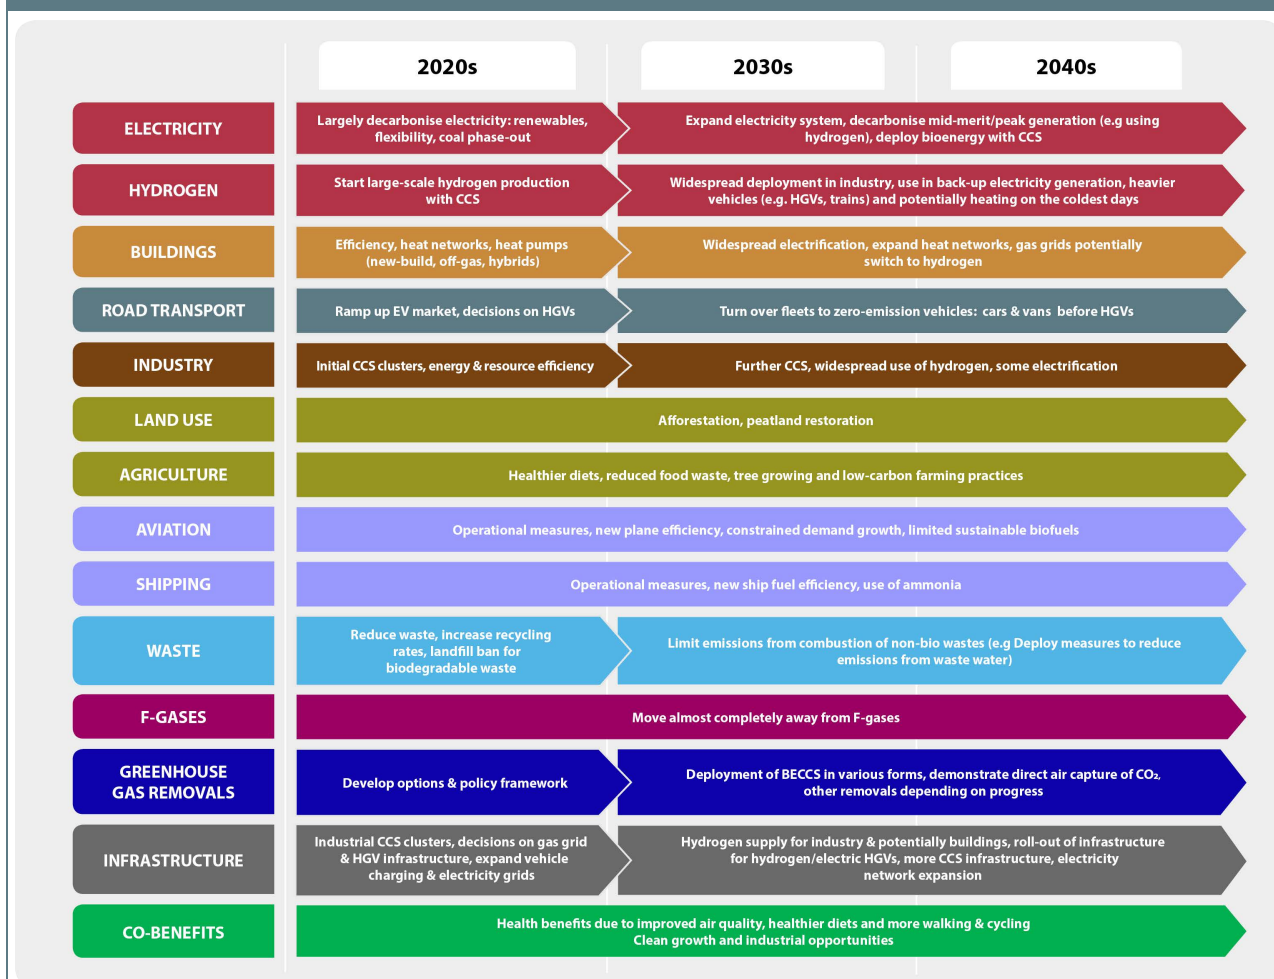 2020s
2030s
2040s
ELECTRICITY
Largely decarbonise electricity: renewables,
flexibility, coal phase-out
Expand electricity system, decarbonise mid-merit/peak generation (e.g using
hydrogen), deploy bioenergy with CCS
HYDROGEN
Start large-scale hydrogen production
with CCS
Widespread deployment in industry, use in back-up electricity generation, heavier
vehicles (e.g. HGVs, trains) and potentially heating on the coldest days
BUILDINGS
Efficiency, heat networks, heat pumps
(new-build, off-gas, hybrids)
Widespread electrification, expand heat networks, gas grids potentially
switch to hydrogen
ROAD TRANSPORT
Ramp up EV market, decisions on HGVs
Turn over fleets to zero-emission vehicles: cars & vans before HGVs
INDUSTRY
Initial CCS clusters, energy & resource efficiency
Further CCS, widespread use of hydrogen, some electrification
LAND USE
Afforestation, peatland restoration
AGRICULTURE
Healthier diets, reduced food waste, tree growing and low-carbon farming practices
AVIATION
Operational measures, new plane efficiency, constrained demand growth, limited sustainable biofuels
SHIPPING
Operational measures, new ship fuel efficiency, use of ammonia
WASTE
Reduce waste, increase recycling
rates, landfill ban for
biodegradable waste
Limit emissions from combustion of non-bio wastes (e.g Deploy measures to reduce
emissions from waste water)
F-GASES
Move almost completely away from F-gases
GREENHOUSE
GAS REMOVALS
Develop options & policy framework
Deployment of BECCS in various forms, demonstrate direct air capture of CO₂,
other removals depending on progress
INFRASTRUCTURE
Industrial CCS clusters, decisions on gas grid
& HGV infrastructure, expand vehicle
charging & electricity grids
Hydrogen supply for industry & potentially buildings, roll-out of infrastructure
for hydrogen/electric HGVs, more CCS infrastructure, electricity
network expansion
CO-BENEFITS
Health benefits due to improved air quality, healthier diets and more walking & cycling
Clean growth and industrial opportunities